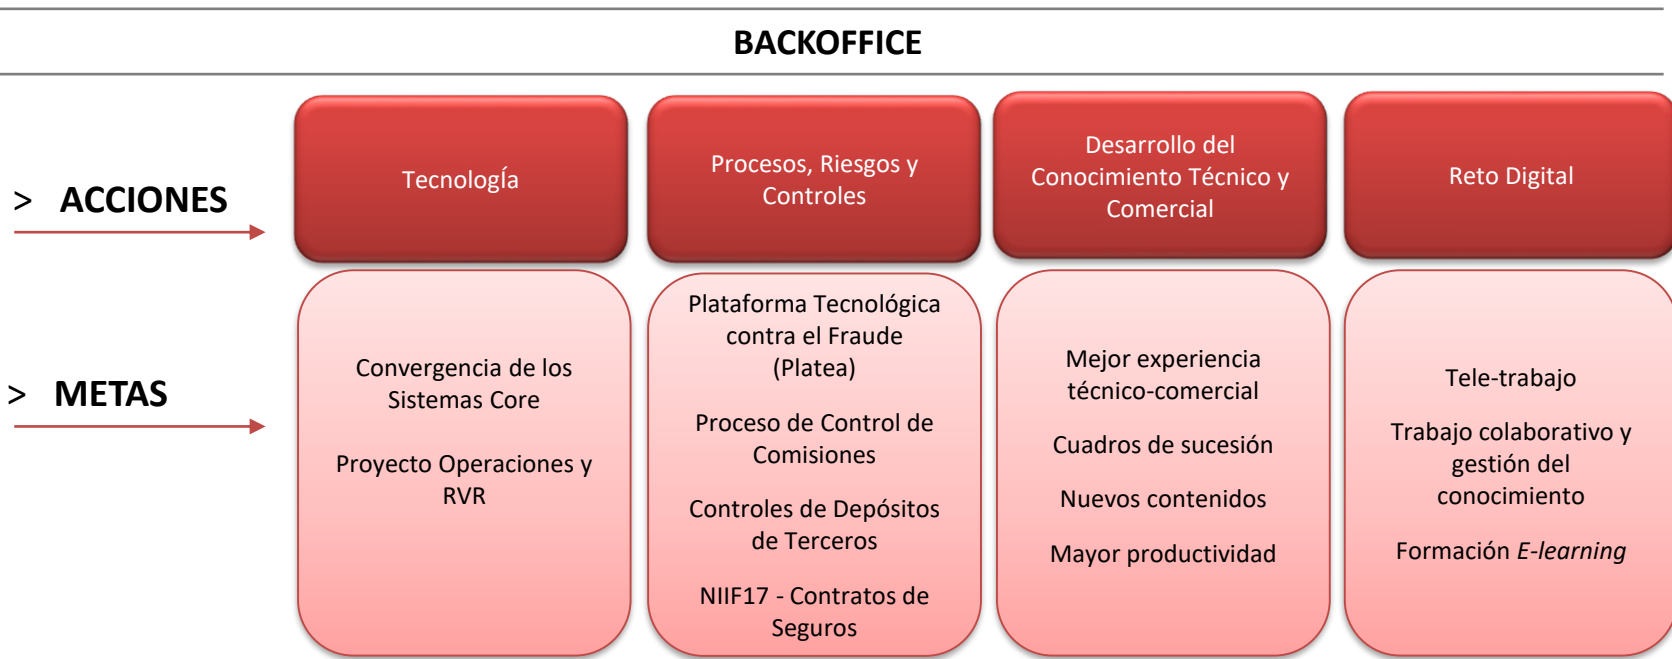 BACKOFFICE
> ACCIONES
TecnologÍa
Procesos, Riesgos y
Controles
Desarrollo del
Conocimiento Técnico y
Comercial
Reto Digital
> METAS
Convergencia de los
Sistemas Core
Proyecto Operaciones y
RVR
Plataforma Tecnológica
contra el Fraude
(Platea)
Proceso de Control de
Comisiones
Controles de Depósitos
de Terceros
NIIF17 - Contratos de
Seguros
Mejor experiencia
técnico-comercial
Cuadros de sucesión
Nuevos contenidos
Mayor productividad
Tele-trabajo
Trabajo colaborativo y
gestión del
conocimiento
Formación E-learning